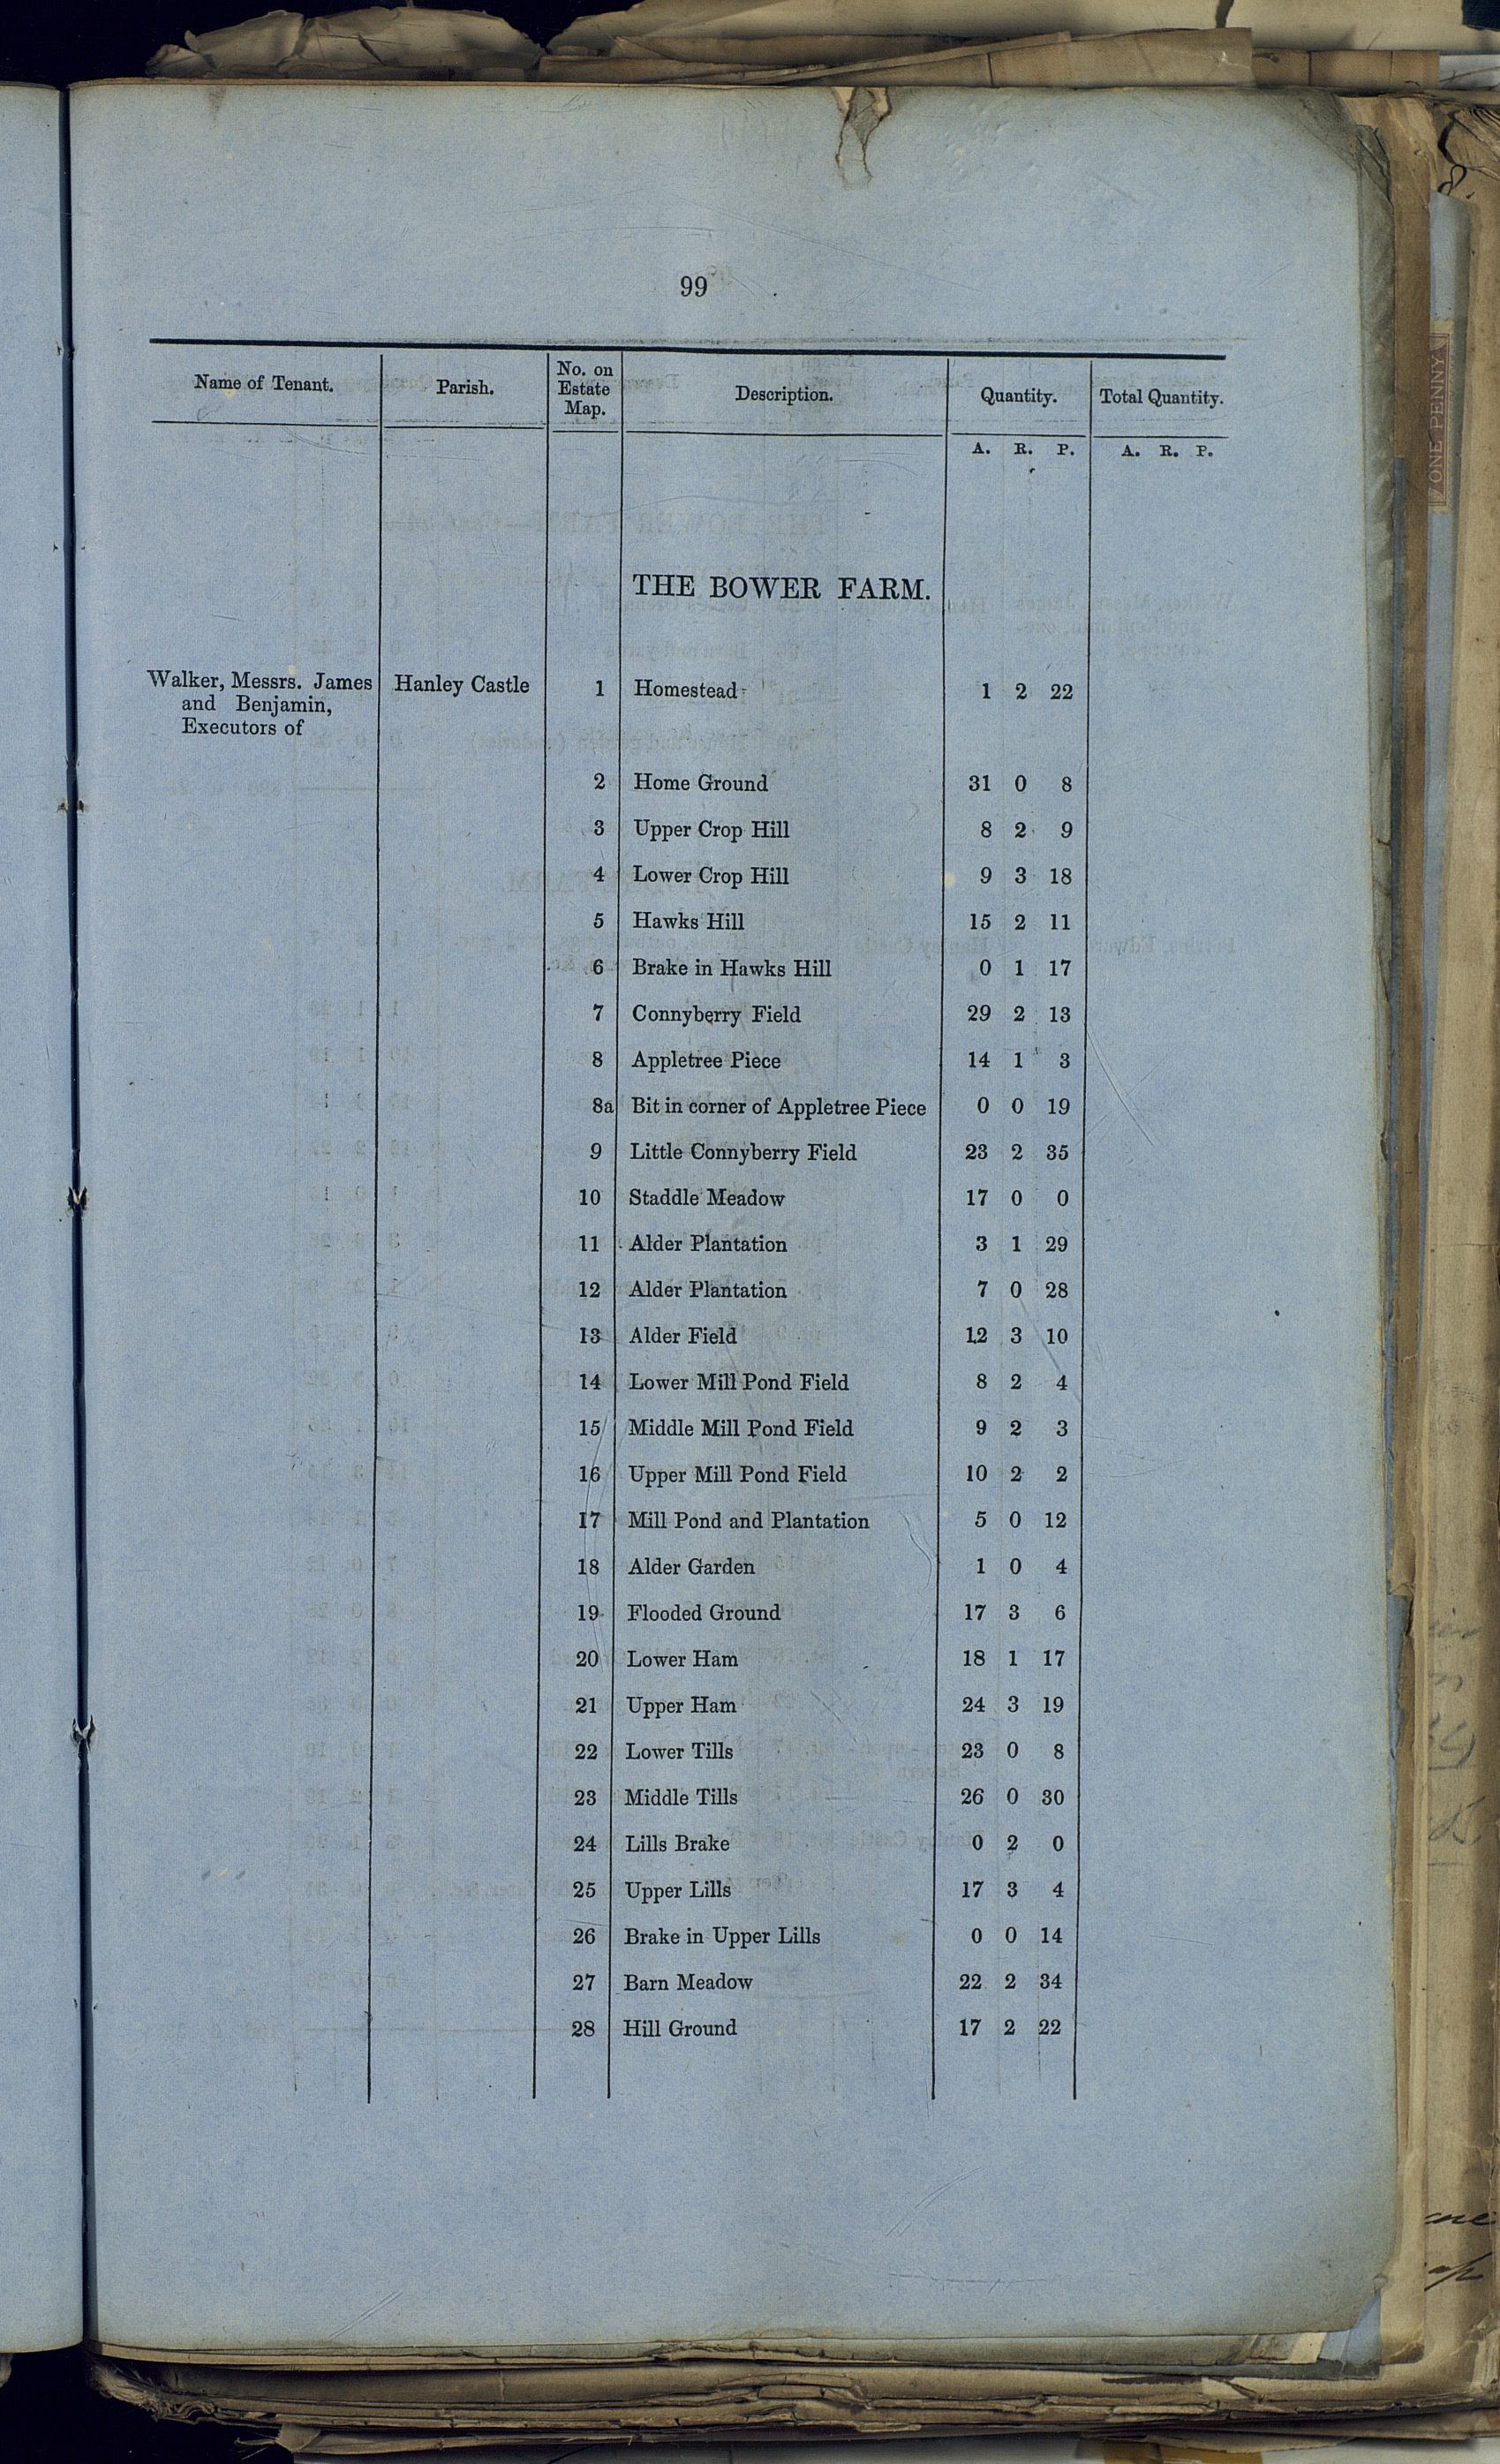 99
Name of Tenant. Parish. No. on Estate Map. Description. Quantity. Total Quantity.
A. R. P. A. R. P.
THE BOWER FARM.
Walker, Messrs. James Hanley Castle 1 Homestead 1 2 22
and Benjamin,
Executors of
2 Home Ground 31 0 8
3 Upper Crop Hill 8 2 9
4 Lower Crop Hill 9 3 18
5 Hawks Hill 15 2 11
6 Brake in Hawks Hill 0 1 17
7 Connyberry Field 29 2 13
8 Appletree Piece 14 1 3
8a Bit in corner of Appletree Piece 0 0 19
9 Little Connyberry Field 23 2 35
10 Staddle Meadow 17 0 0
11 Alder Plantation 3 1 29
12 Alder Plantation 7 0 28
13 Alder Field 12 3 10
14 Lower Mill Pond Field 8 2 4
15 Middle Mill Pond Field 9 2 3
16 Upper Mill Pond Field 10 2 2
17 Mill Pond and Plantation 5 0 12
18 Alder Garden 1 0 4
19 Flooded Ground 17 3 6
20 Lower Ham 18 1 17
21 Upper Ham 24 3 19
22 Lower Tills 23 0 8
23 Middle Tills 26 0 30
24 Lills Brake 0 2 0
25 Upper Lills 17 3 4
26 Brake in Upper Lills 0 0 14
27 Barn Meadow 22 2 34
28 Hill Ground 17 2 22
ONE PENNY